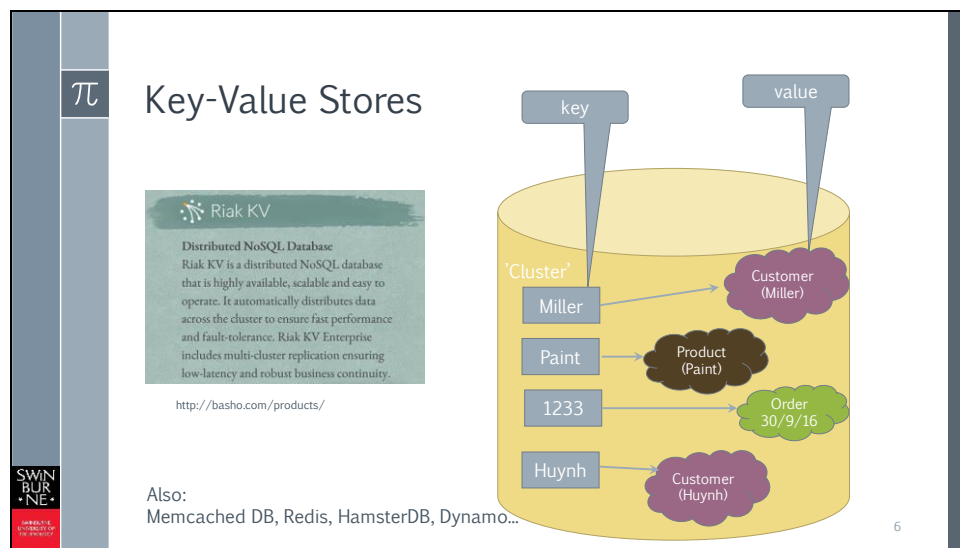 π
Key-Value Stores
key
value
Riak KV
Distributed NoSQL Database
Riak KV is a distributed NoSQL database
that is highly available, scalable and easy to
operate. It automatically distributes data
across the cluster to ensure fast performance
and fault-tolerance. Riak KV Enterprise
includes multi-cluster replication ensuring
low-latency and robust business continuity.
http://basho.com/products/
'Cluster'
Miller
Customer
(Miller)
Paint
Product
(Paint)
1233
Order
30/9/16
Huynh
Customer
(Huynh)
Also:
Memcached DB, Redis, HamsterDB, Dynamo...
SWIN
BUR
NE
SWINBURNE
UNIVERSITY OF
TECHNOLOGY
6